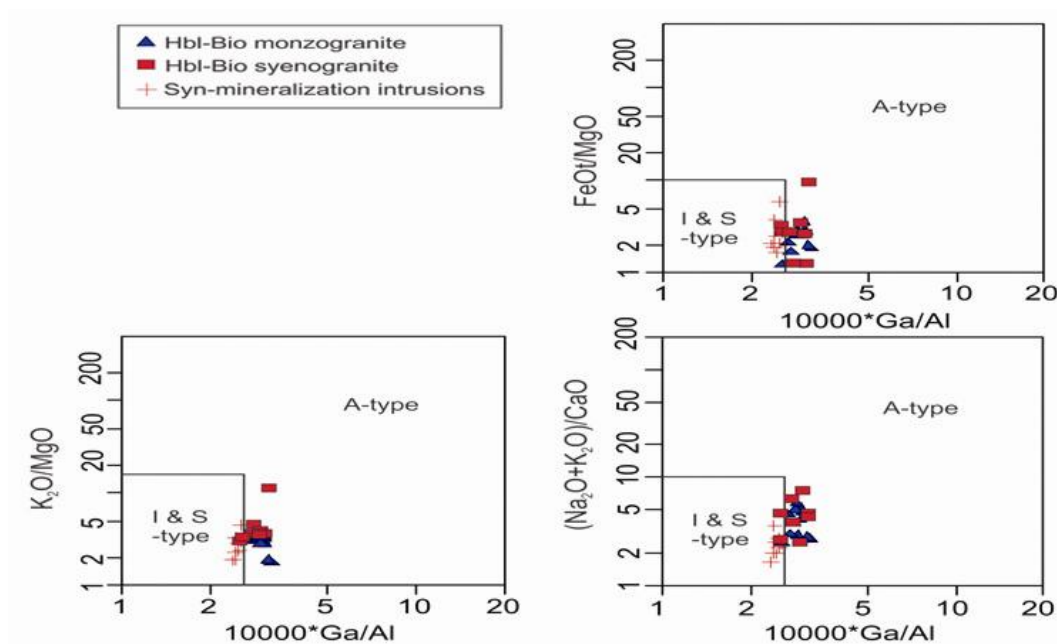 Hbl-Bio monzogranite
Hbl-Bio syenogranite
Syn-mineralization intrusions
FeOt/MgO
200
50
20
5
2
1
A-type
I & S
-type
1 2 5 10 20
10000*Ga/Al
K₂O/MgO
200
50
20
5
2
1
A-type
I & S
-type
1 2 5 10 20
10000*Ga/Al
(Na₂O+K₂O)/CaO
200
50
20
10
5
2
1
A-type
I & S
-type
1 2 5 10 20
10000*Ga/Al